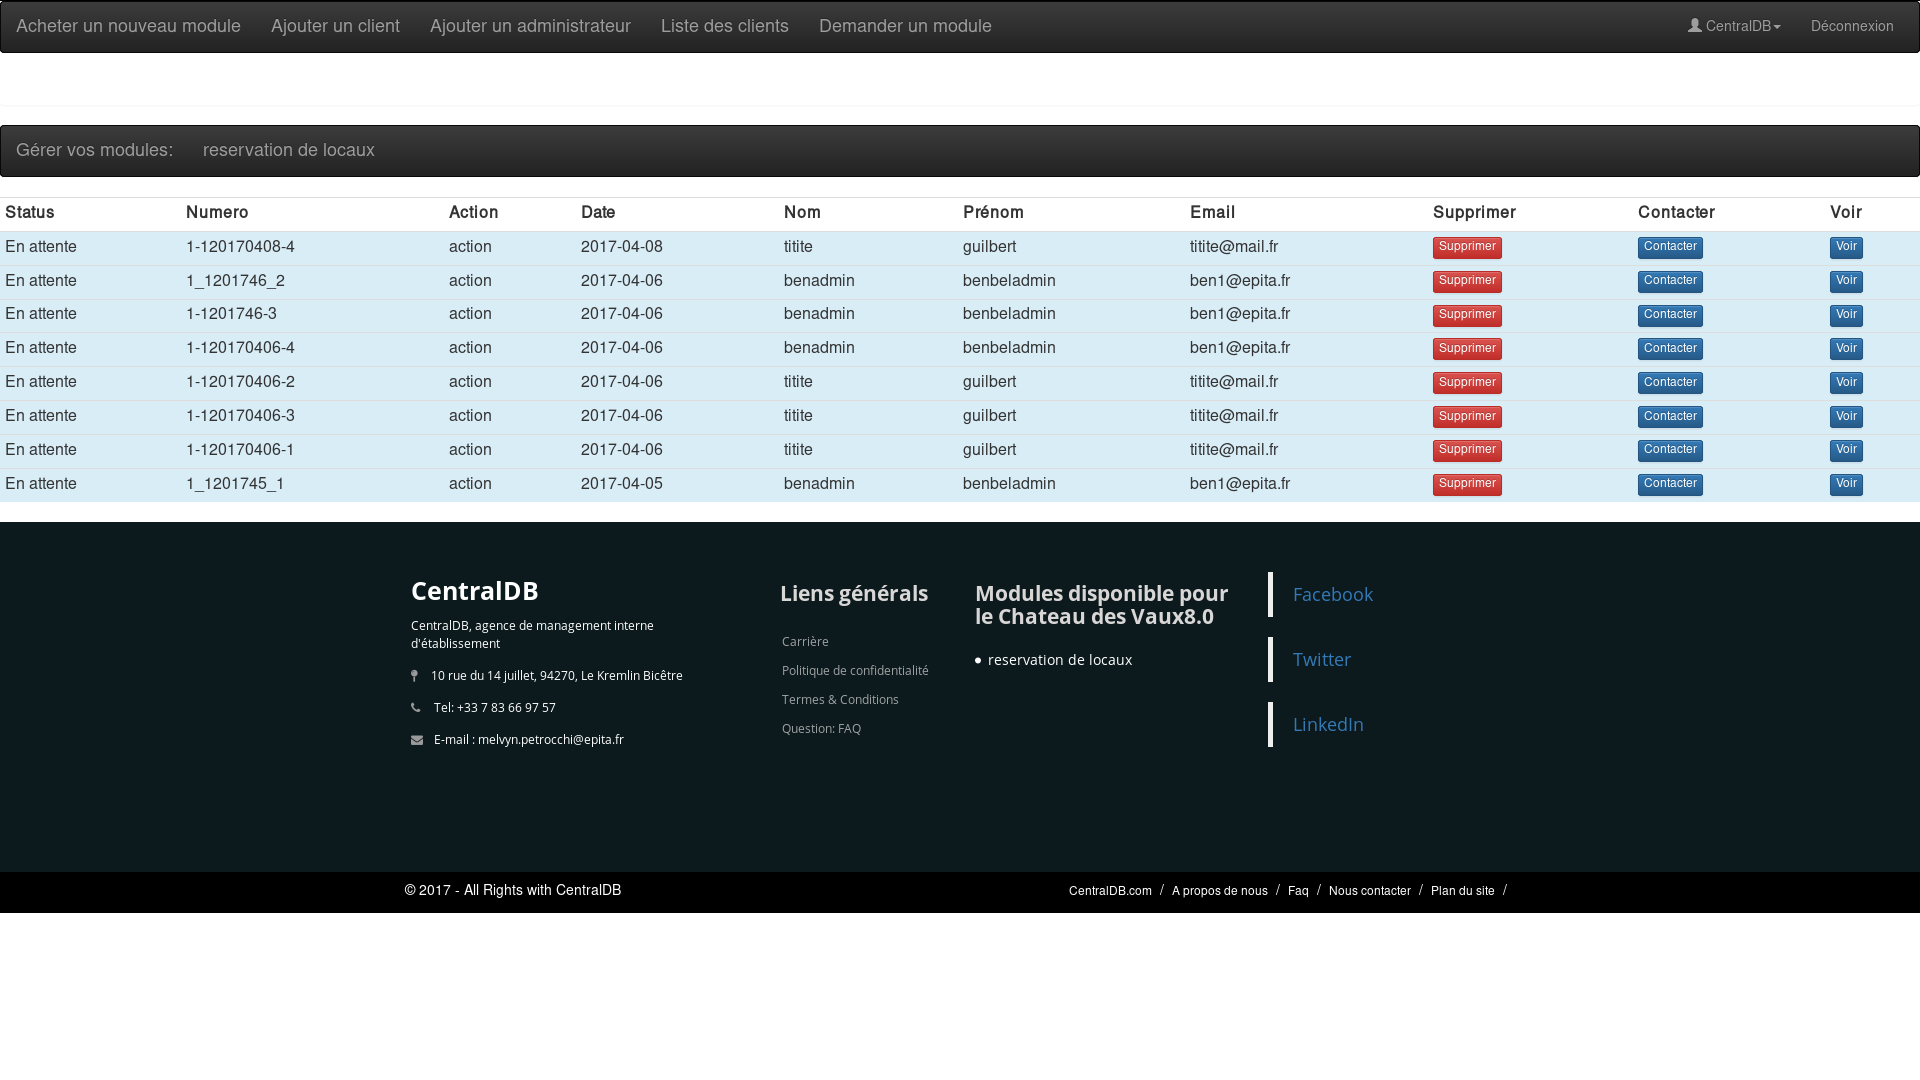 Acheter un nouveau module Ajouter un client Ajouter un administrateur Liste des clients Demander un module CentralDB Déconnexion
Gérer vos modules: reservation de locaux
Status Numero Action Date Nom Prénom Email Supprimer Contacter Voir
En attente 1-120170408-4 action 2017-04-08 titite guilbert titite@mail.fr Supprimer Contacter Voir
En attente 1_1201746_2 action 2017-04-06 benadmin benbeladmin ben1@epita.fr Supprimer Contacter Voir
En attente 1-1201746-3 action 2017-04-06 benadmin benbeladmin ben1@epita.fr Supprimer Contacter Voir
En attente 1-120170406-4 action 2017-04-06 benadmin benbeladmin ben1@epita.fr Supprimer Contacter Voir
En attente 1-120170406-2 action 2017-04-06 titite guilbert titite@mail.fr Supprimer Contacter Voir
En attente 1-120170406-3 action 2017-04-06 titite guilbert titite@mail.fr Supprimer Contacter Voir
En attente 1-120170406-1 action 2017-04-06 titite guilbert titite@mail.fr Supprimer Contacter Voir
En attente 1_1201745_1 action 2017-04-05 benadmin benbeladmin ben1@epita.fr Supprimer Contacter Voir
CentralDB
CentralDB, agence de management interne
d'établissement
10 rue du 14 juillet, 94270, Le Kremlin Bicêtre
Tel: +33 7 83 66 97 57
E-mail : melvyn.petrocchi@epita.fr
Liens générals
Carrière
Politique de confidentialité
Termes & Conditions
Question: FAQ
Modules disponible pour
le Chateau des Vaux8.0
reservation de locaux
Facebook
Twitter
LinkedIn
© 2017 - All Rights with CentralDB
CentralDB.com / A propos de nous / Faq / Nous contacter / Plan du site /